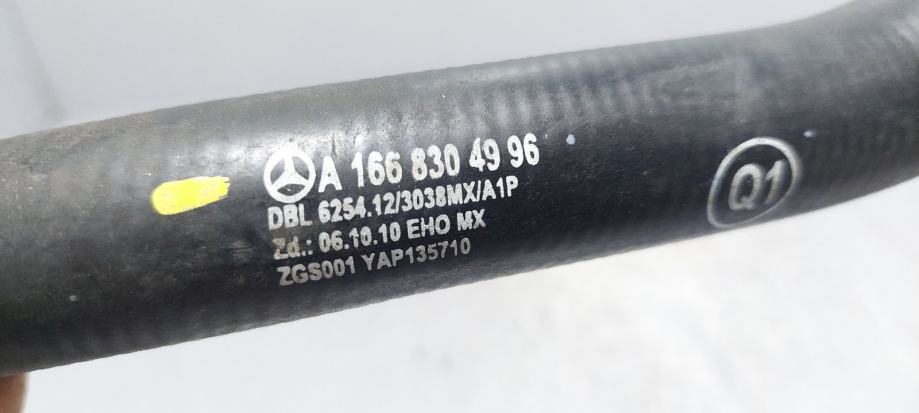 A 166 830 49 96
DBL 6254.12/3038MX/A1P
Zd.: 06.10.10 EHO MX
ZGS001 YAP135710
Q1